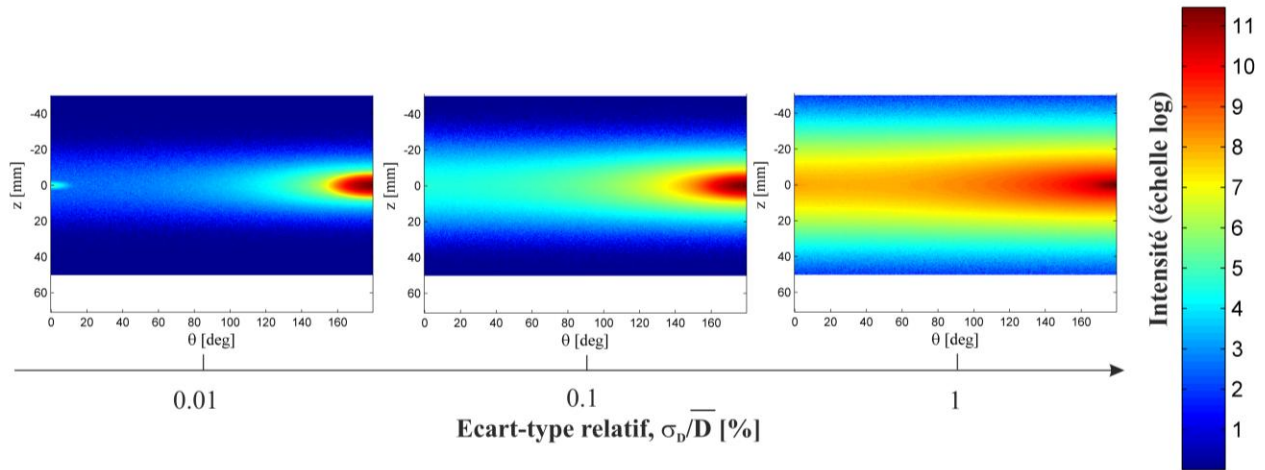 -40
-20
0
20
40
60
z [mm]
0 20 40 60 80 100 120 140 160
θ [deg]
-40
-20
0
20
40
60
z [mm]
0 20 40 60 80 100 120 140 160
θ [deg]
-40
-20
0
20
40
60
z [mm]
0 20 40 60 80 100 120 140 160
θ [deg]
0.01 0.1 1
Ecart-type relatif, σ_D/D̅ [%]
11
10
9
8
7
6
5
4
3
2
1
Intensité (échelle log)